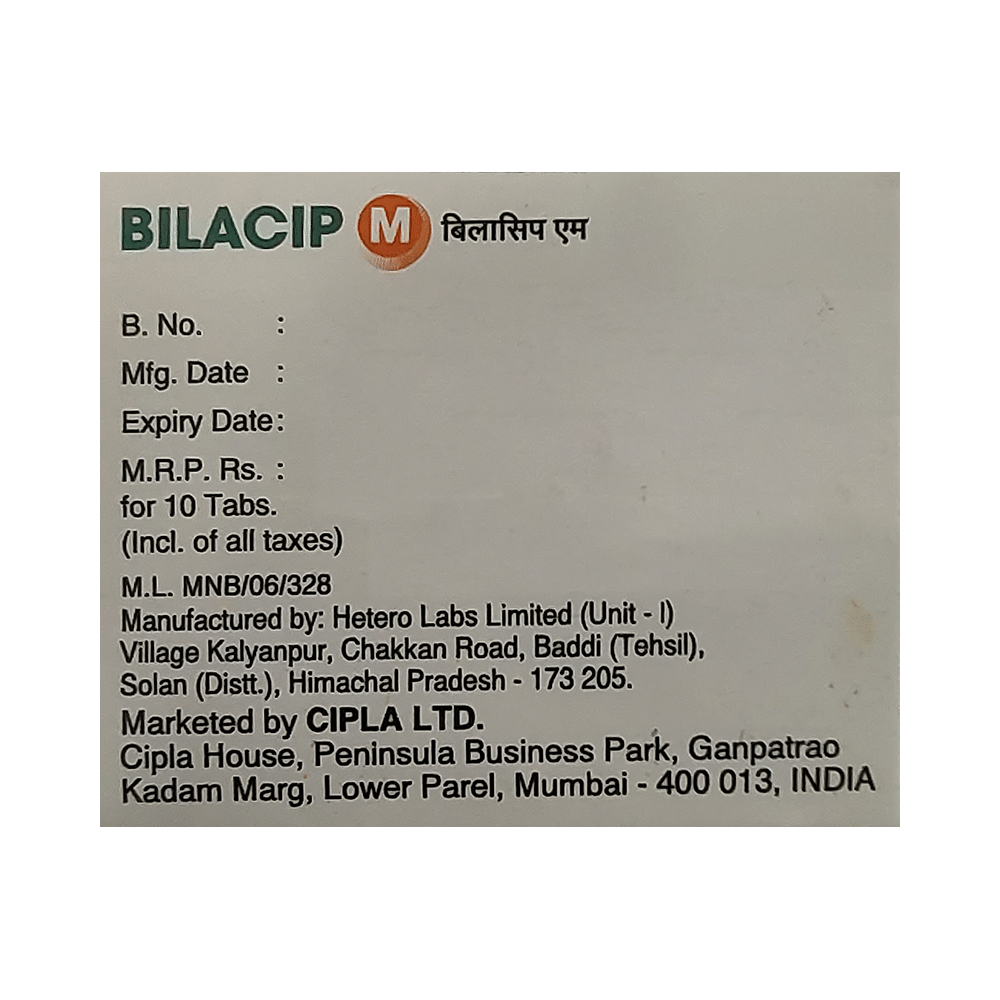 BILACIP M बिलासिप एम
B. No. :
Mfg. Date :
Expiry Date:
M.R.P. Rs. :
for 10 Tabs.
(Incl. of all taxes)
M.L. MNB/06/328
Manufactured by: Hetero Labs Limited (Unit - I)
Village Kalyanpur, Chakkan Road, Baddi (Tehsil),
Solan (Distt.), Himachal Pradesh - 173 205.
Marketed by CIPLA LTD.
Cipla House, Peninsula Business Park, Ganpatrao
Kadam Marg, Lower Parel, Mumbai - 400 013, INDIA